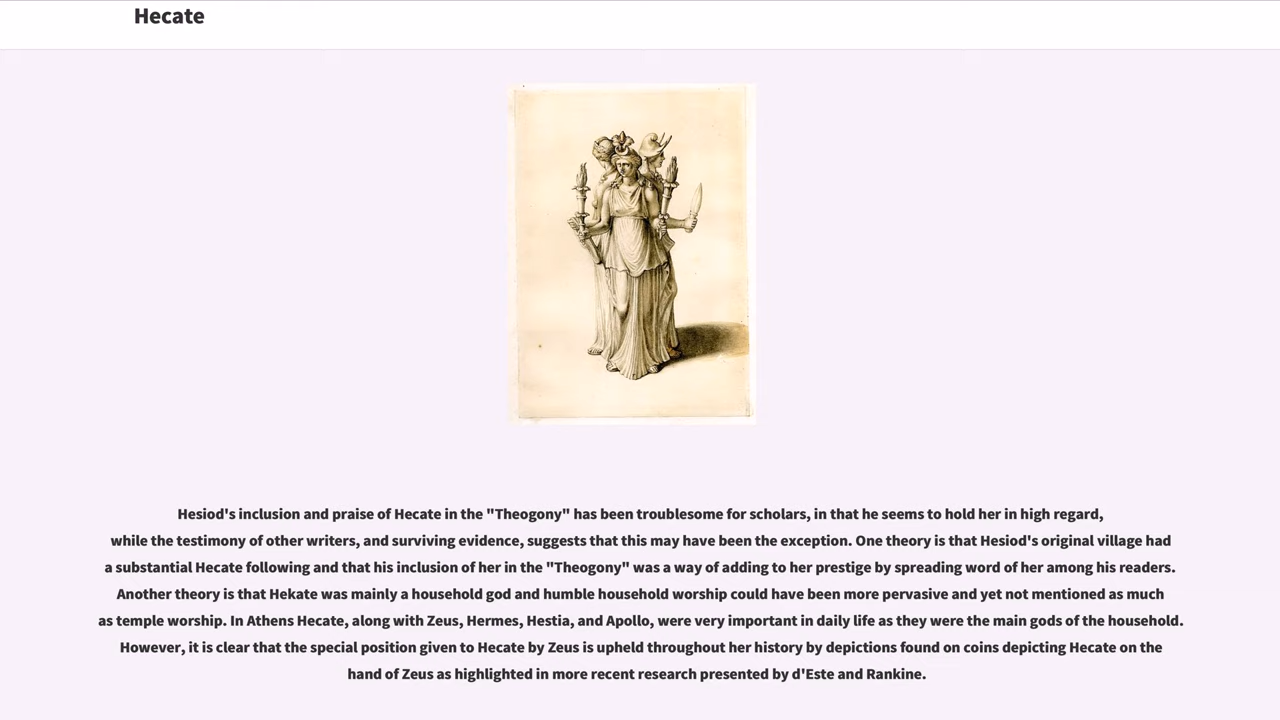 Hecate
Hesiod's inclusion and praise of Hecate in the "Theogony" has been troublesome for scholars, in that he seems to hold her in high regard,
while the testimony of other writers, and surviving evidence, suggests that this may have been the exception. One theory is that Hesiod's original village had
a substantial Hecate following and that his inclusion of her in the "Theogony" was a way of adding to her prestige by spreading word of her among his readers.
Another theory is that Hekate was mainly a household god and humble household worship could have been more pervasive and yet not mentioned as much
as temple worship. In Athens Hecate, along with Zeus, Hermes, Hestia, and Apollo, were very important in daily life as they were the main gods of the household.
However, it is clear that the special position given to Hecate by Zeus is upheld throughout her history by depictions found on coins depicting Hecate on the
hand of Zeus as highlighted in more recent research presented by d'Este and Rankine.